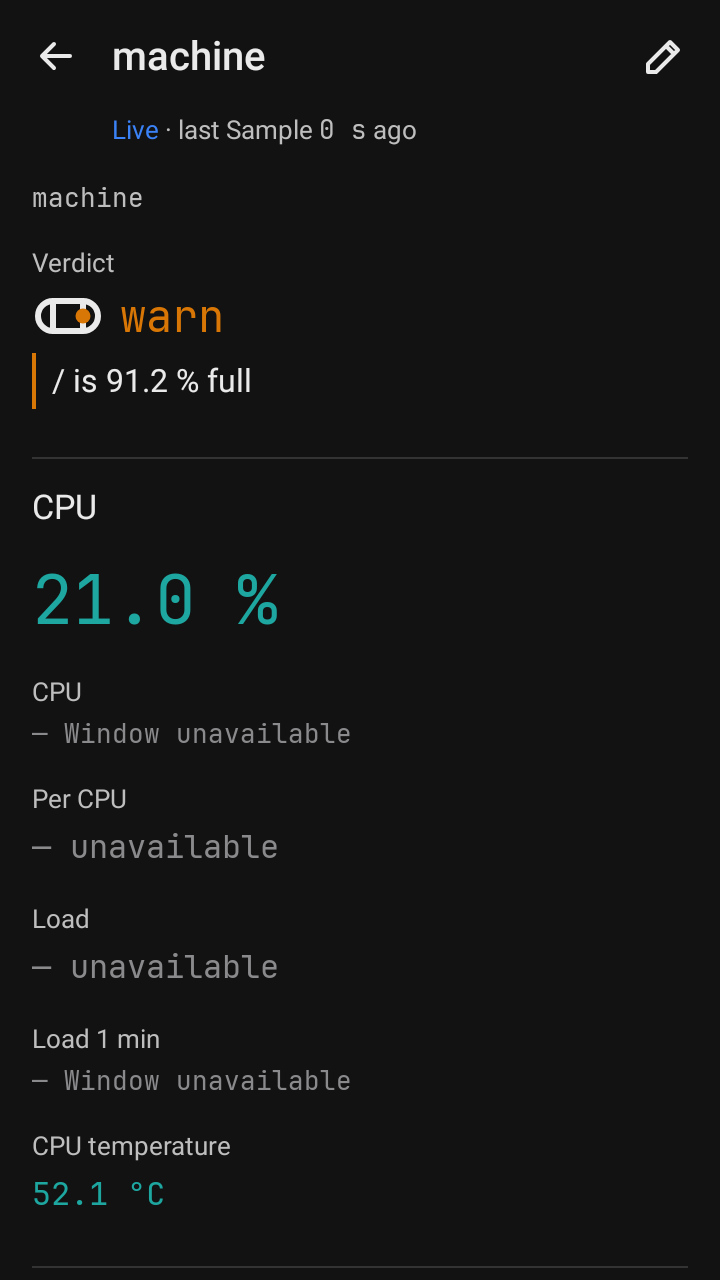 machine
Live · last Sample 0 s ago
machine
Verdict
warn
/ is 91.2 % full
CPU
21.0 %
CPU
— Window unavailable
Per CPU
— unavailable
Load
— unavailable
Load 1 min
— Window unavailable
CPU temperature
52.1 °C